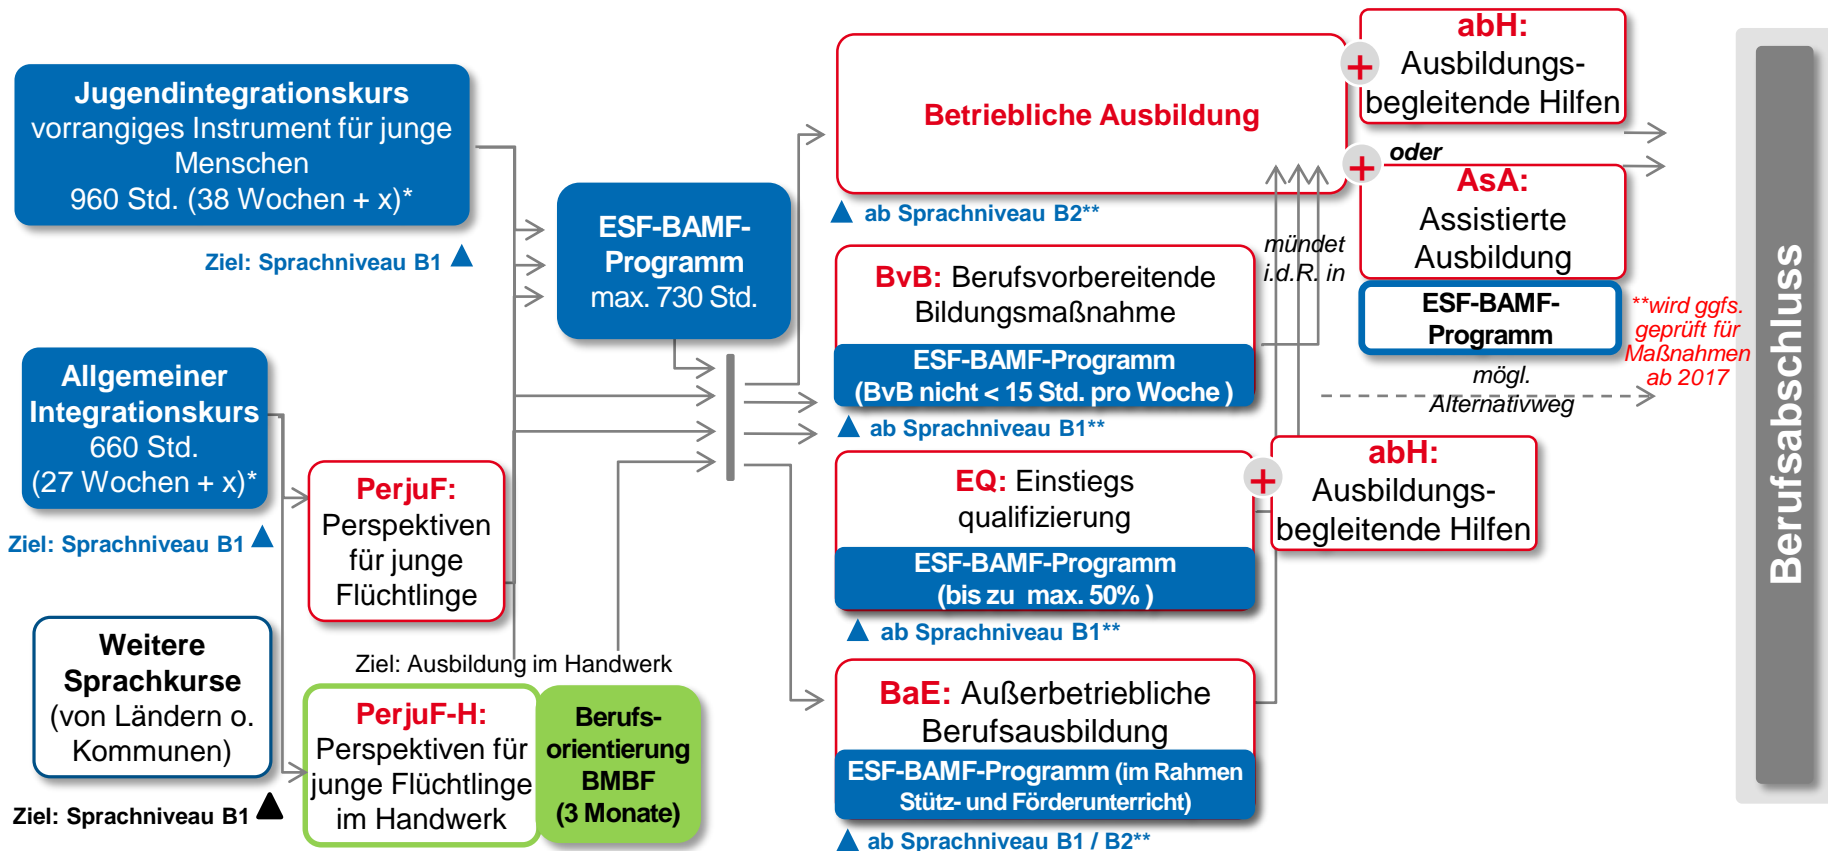 Jugendintegrationskurs
vorrangiges Instrument für junge
Menschen
960 Std. (38 Wochen + x)*
Ziel: Sprachniveau B1
Allgemeiner
Integrationskurs
660 Std.
(27 Wochen + x)*
Ziel: Sprachniveau B1
Weitere
Sprachkurse
(von Ländern o.
Kommunen)
Ziel: Sprachniveau B1
PerjuF:
Perspektiven
für junge
Flüchtlinge
Ziel: Ausbildung im Handwerk
PerjuF-H:
Perspektiven für
junge Flüchtlinge
im Handwerk
Berufs-
orientierung
BMBF
(3 Monate)
ESF-BAMF-
Programm
max. 730 Std.
Betriebliche Ausbildung
ab Sprachniveau B2**
BvB: Berufsvorbereitende
Bildungsmaßnahme
ESF-BAMF-Programm
(BvB nicht < 15 Std. pro Woche )
ab Sprachniveau B1**
EQ: Einstiegs
qualifizierung
ESF-BAMF-Programm
(bis zu max. 50% )
ab Sprachniveau B1**
BaE: Außerbetriebliche
Berufsausbildung
ESF-BAMF-Programm (im Rahmen
Stütz- und Förderunterricht)
ab Sprachniveau B1 / B2**
mündet
i.d.R. in
+
abH:
Ausbildungs-
begleitende Hilfen
oder
+
AsA:
Assistierte
Ausbildung
ESF-BAMF-
Programm
**wird ggfs.
geprüft für
Maßnahmen
ab 2017
mögl.
Alternativweg
+
abH:
Ausbildungs-
begleitende Hilfen
Berufsabschluss